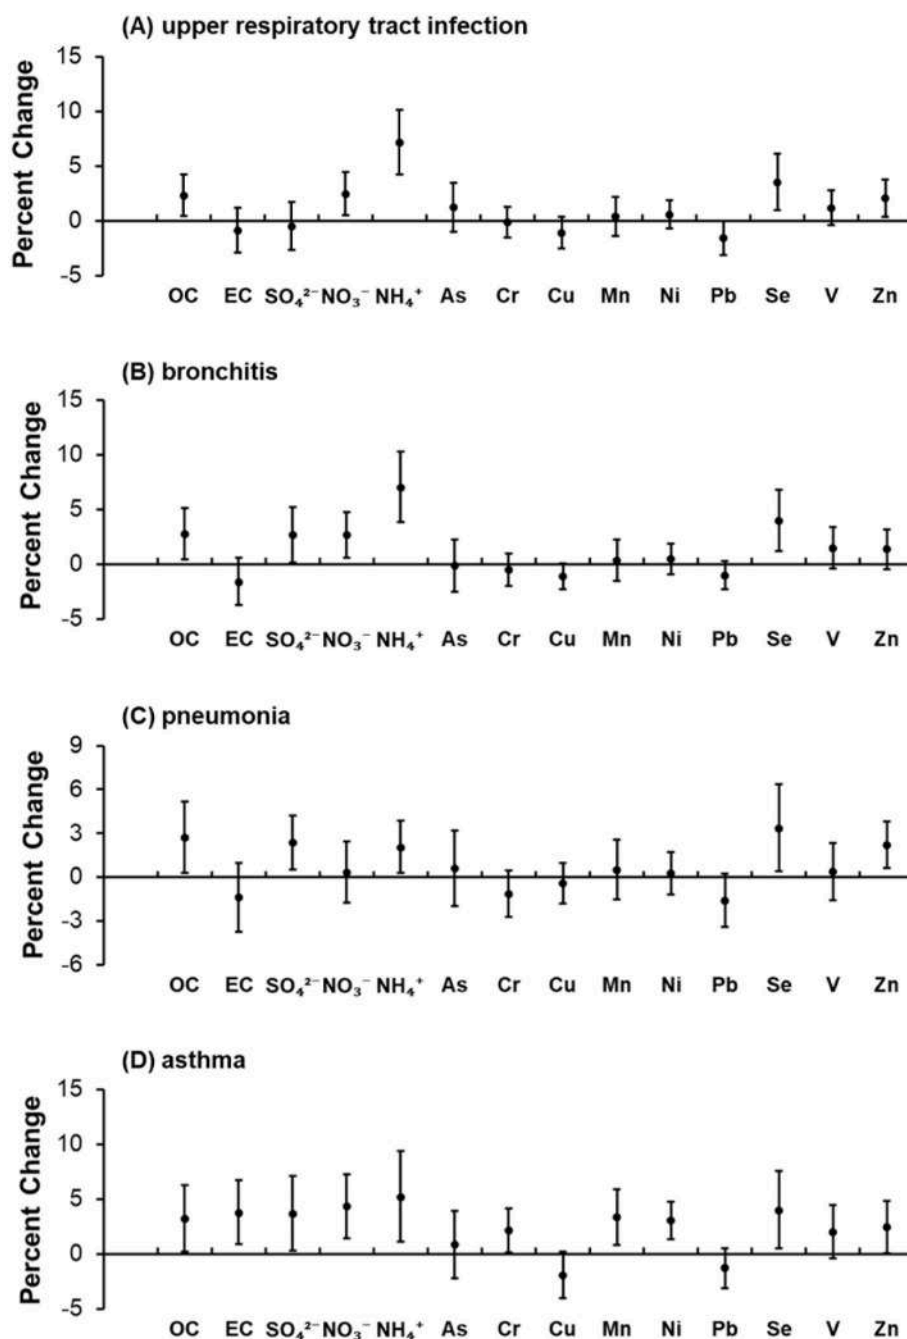 (A) upper respiratory tract infection
15
10
5
0
-5
Percent Change
OC EC SO₄²⁻ NO₃⁻ NH₄⁺ As Cr Cu Mn Ni Pb Se V Zn
(B) bronchitis
15
10
5
0
-5
Percent Change
OC EC SO₄²⁻ NO₃⁻ NH₄⁺ As Cr Cu Mn Ni Pb Se V Zn
(C) pneumonia
9
6
3
0
-3
-6
Percent Change
OC EC SO₄²⁻ NO₃⁻ NH₄⁺ As Cr Cu Mn Ni Pb Se V Zn
(D) asthma
15
10
5
0
-5
Percent Change
OC EC SO₄²⁻ NO₃⁻ NH₄⁺ As Cr Cu Mn Ni Pb Se V Zn